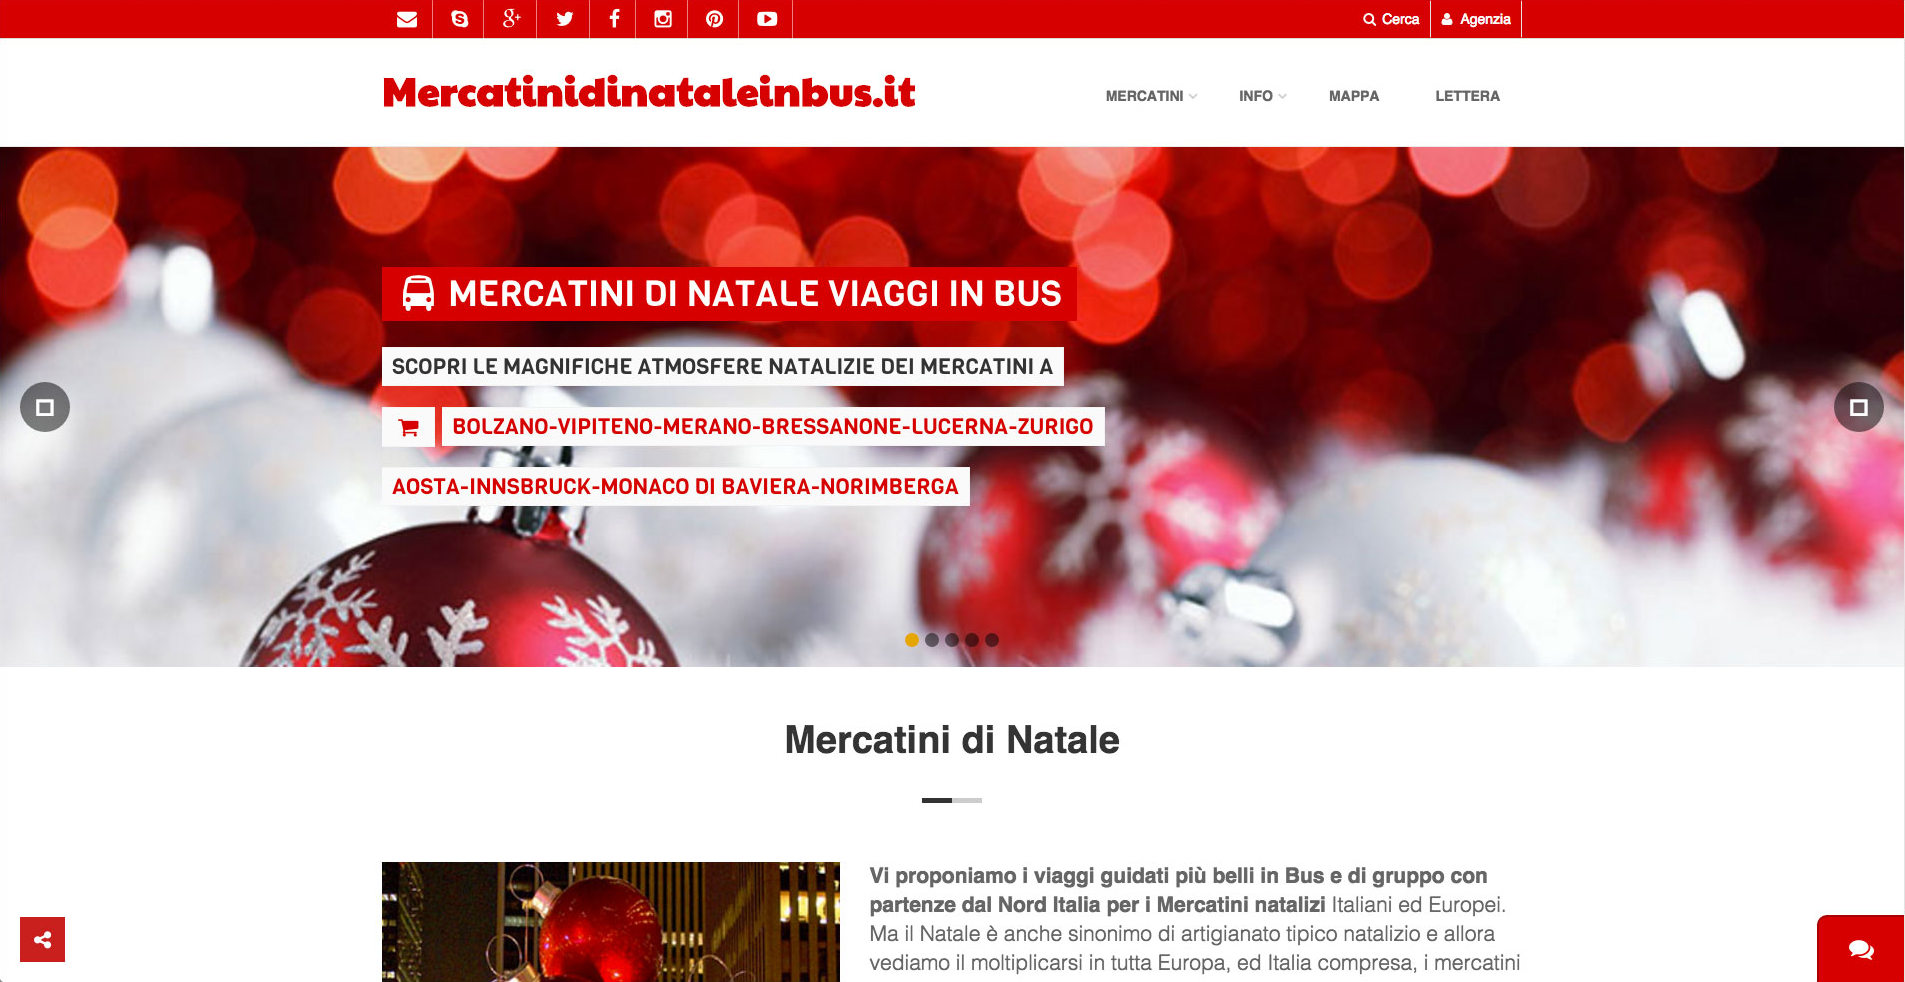 Cerca
Agenzia
Mercatinidinataleinbus.it
MERCATINI
INFO
MAPPA
LETTERA
MERCATINI DI NATALE VIAGGI IN BUS
SCOPRI LE MAGNIFICHE ATMOSFERE NATALIZIE DEI MERCATINI A
BOLZANO-VIPITENO-MERANO-BRESSANONE-LUCERNA-ZURIGO
AOSTA-INNSBRUCK-MONACO DI BAVIERA-NORIMBERGA
Mercatini di Natale
Vi proponiamo i viaggi guidati più belli in Bus e di gruppo con
partenze dal Nord Italia per i Mercatini natalizi Italiani ed Europei.
Ma il Natale è anche sinonimo di artigianato tipico natalizio e allora
vediamo il moltiplicarsi in tutta Europa, ed Italia compresa, i mercatini